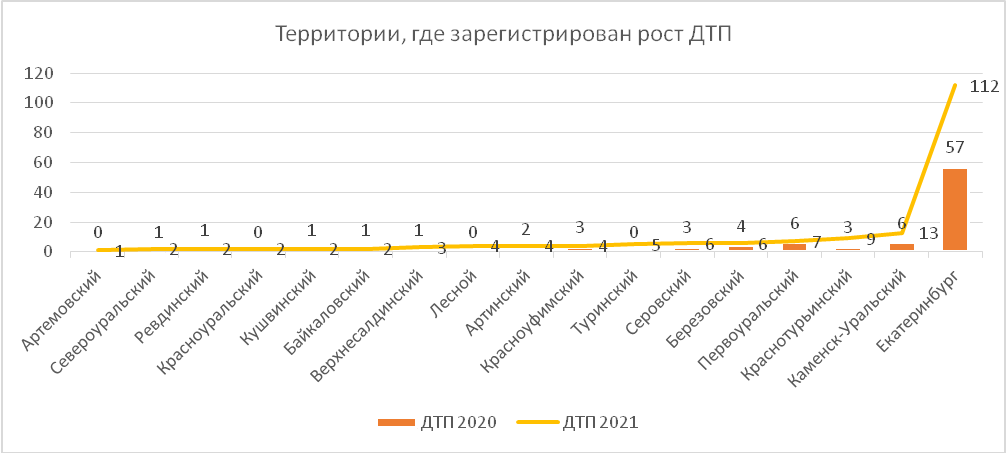 Территории, где зарегистрирован рост ДТП
120
100
80
60
40
20
0
0 1 1 0 1 1 1 0 2 3 0 3 4 6 3 6 57
1 2 2 2 2 2 3 4 4 4 5 6 6 7 9 13 112
Артемовский
Североуральский
Ревдинский
Красноуральский
Кушвинский
Байкаловский
Верхнесалдинский
Лесной
Артинский
Красноуфимский
Туринский
Серовский
Березовский
Первоуральский
Краснотурьинский
Каменск-Уральский
Екатеринбург
ДТП 2020 ДТП 2021